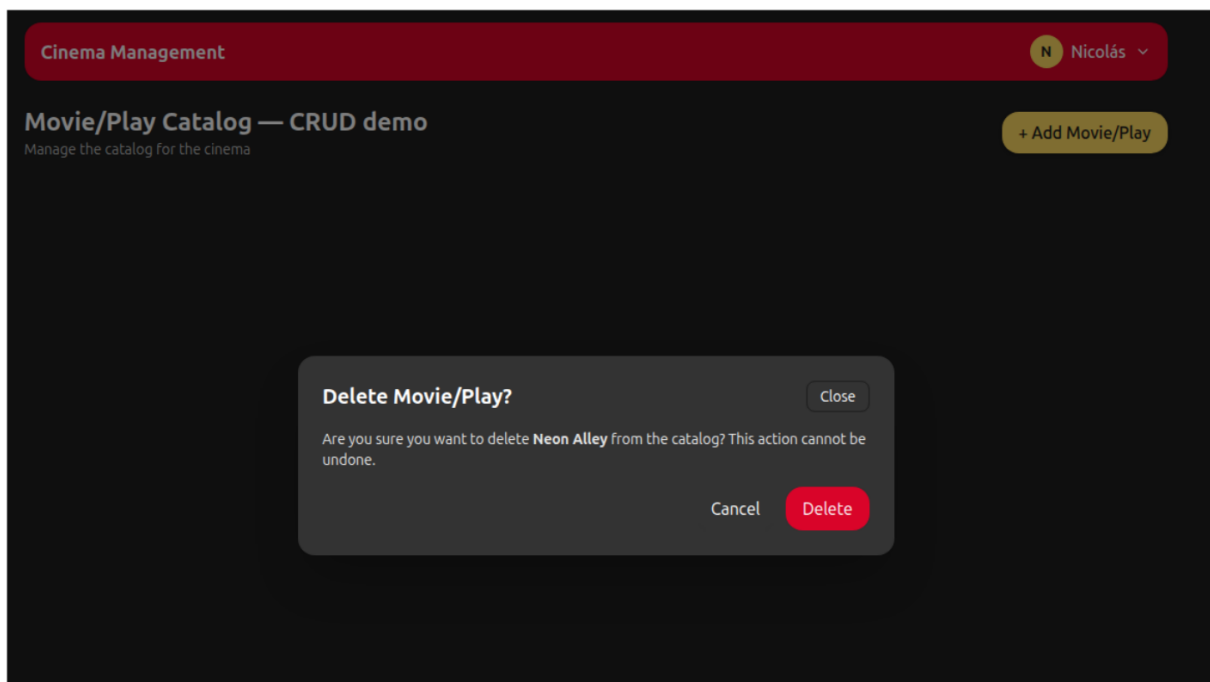 Cinema Management
N Nicolás
Movie/Play Catalog — CRUD demo
Manage the catalog for the cinema
+ Add Movie/Play
Delete Movie/Play?
Close
Are you sure you want to delete Neon Alley from the catalog? This action cannot be
undone.
Cancel
Delete